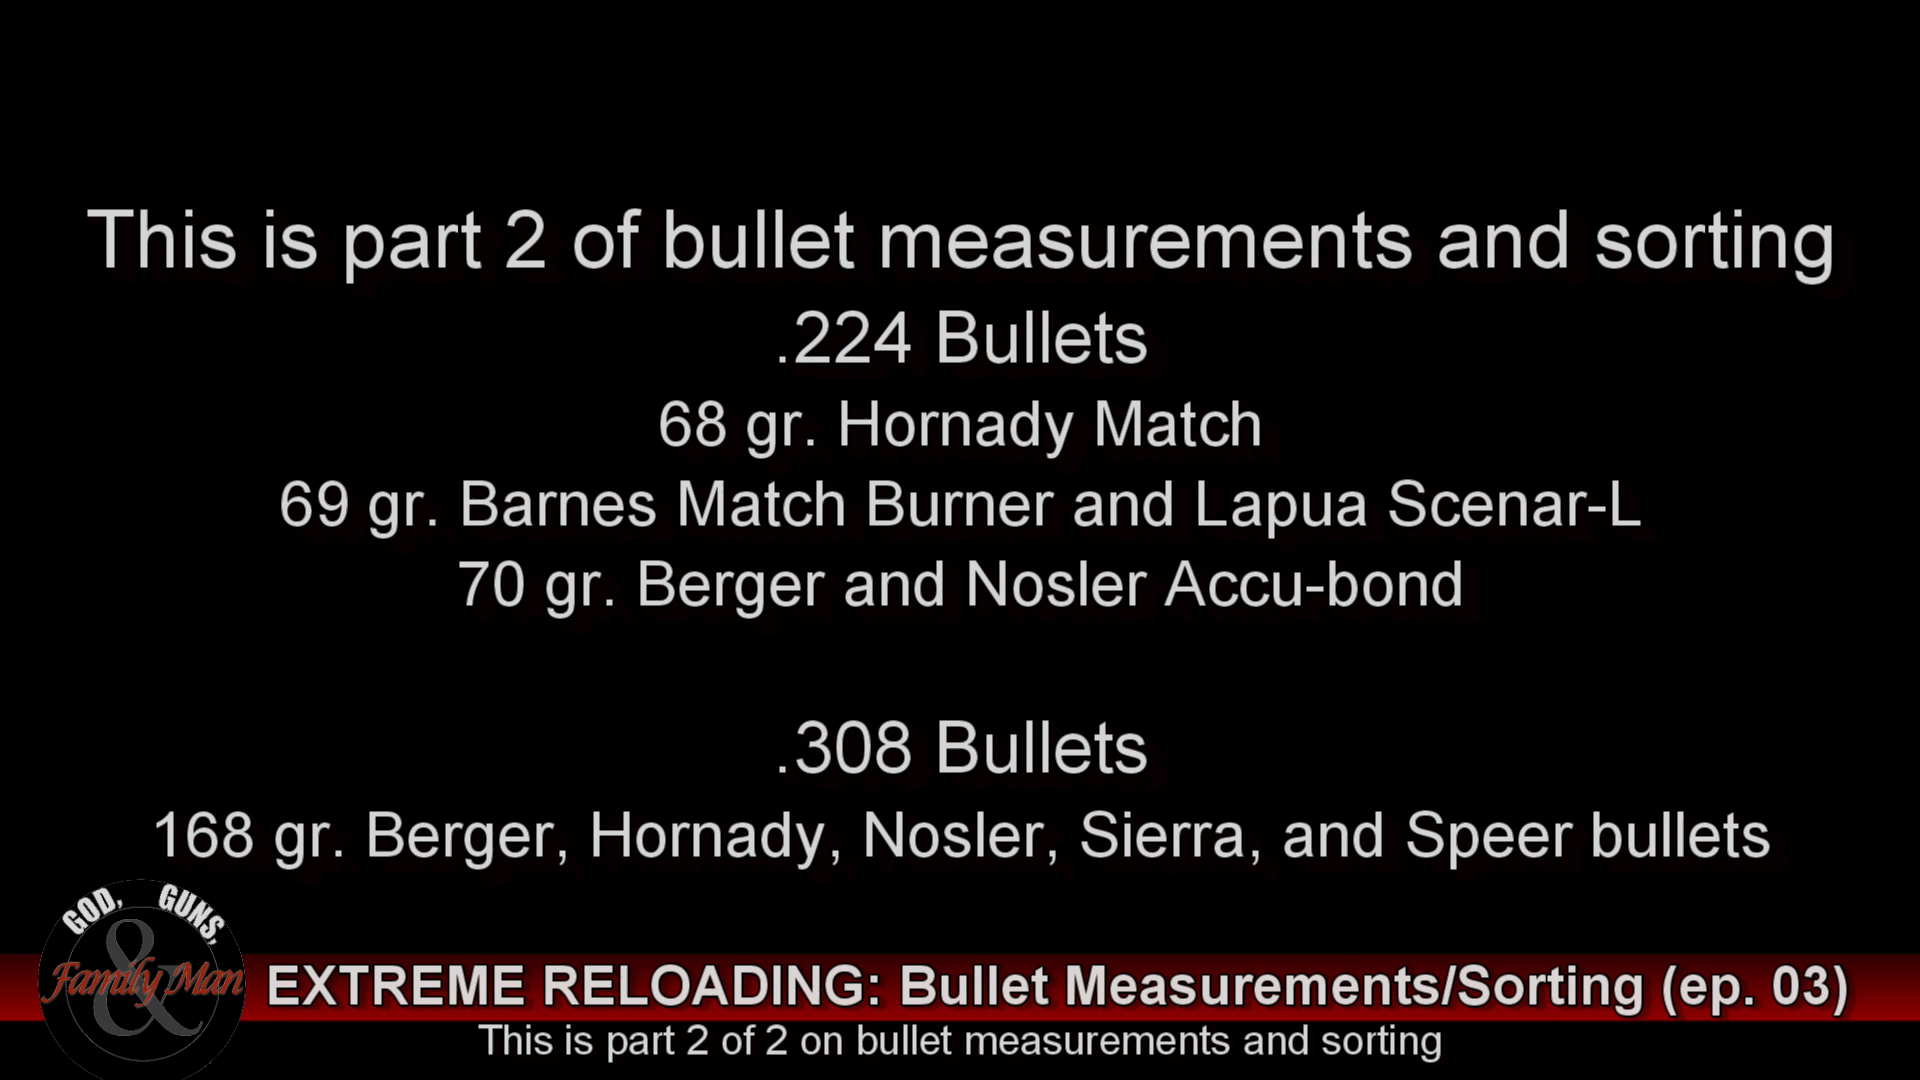 This is part 2 of bullet measurements and sorting
.224 Bullets
68 gr. Hornady Match
69 gr. Barnes Match Burner and Lapua Scenar-L
70 gr. Berger and Nosler Accu-bond
.308 Bullets
168 gr. Berger, Hornady, Nosler, Sierra, and Speer bullets
GOD, GUNS,
&
Family Man
EXTREME RELOADING: Bullet Measurements/Sorting (ep. 03)
This is part 2 of 2 on bullet measurements and sorting